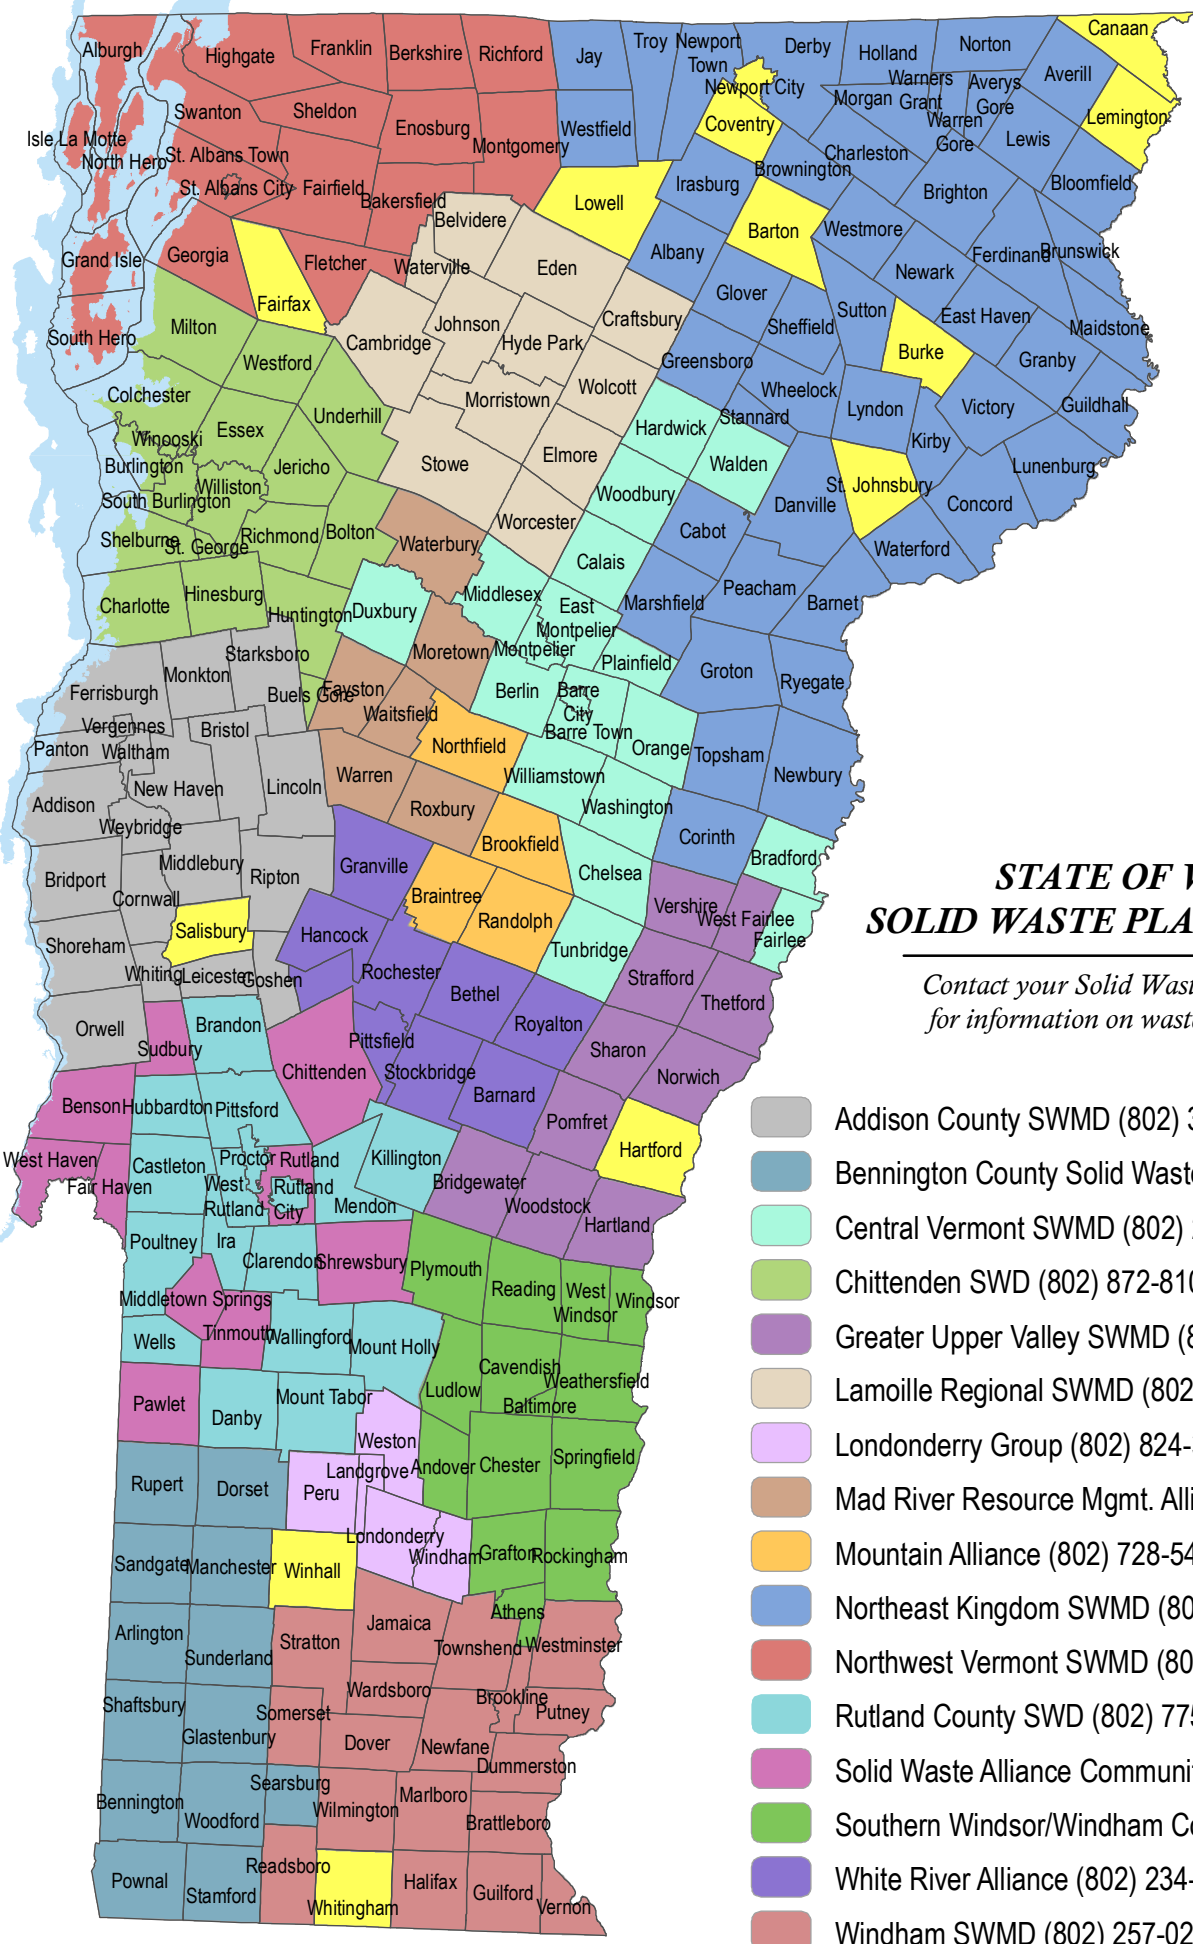 Canaan
Alburgh
Highgate
Franklin
Berkshire
Richford
Jay
Troy
Newport
Town
Derby
Holland
Norton
Averill
Newport City
Warners
Grant
Averys
Gore
Lemington
Isle La Motte
Swanton
Sheldon
Enosburg
Montgomery
Westfield
Coventry
Morgan
Warren
Gore
Lewis
North Hero
St. Albans Town
St. Albans City
Fairfield
Bakersfield
Lowell
Irasburg
Brownington
Charleston
Brighton
Bloomfield
Belvidere
Grand Isle
Georgia
Fletcher
Waterville
Eden
Albany
Barton
Westmore
Newark
Ferdinand
Brunswick
Fairfax
South Hero
Milton
Westford
Cambridge
Johnson
Hyde Park
Craftsbury
Glover
Sheffield
Sutton
East Haven
Maidstone
Burke
Granby
Greensboro
Wolcott
Morristown
Wheelock
Lyndon
Victory
Guildhall
Colchester
Underhill
Essex
Winooski
Jericho
Hardwick
Stannard
Kirby
Stowe
Elmore
Walden
Burlington
Williston
South Burlington
Woodbury
St. Johnsbury
Danville
Concord
Lunenburg
Worcester
Cabot
Shelburne
St. George
Richmond
Bolton
Waterbury
Waterford
Calais
Charlotte
Hinesburg
Huntington
Duxbury
Middlesex
East
Montpelier
Marshfield
Peacham
Barnet
Starksboro
Moretown
Montpelier
Plainfield
Monkton
Ferrisburgh
Buels Gore
Fayston
Berlin
Barre
City
Groton
Ryegate
Vergennes
Waitsfield
Barre Town
Panton
Waltham
Bristol
Northfield
Orange
Topsham
Newbury
New Haven
Lincoln
Warren
Williamstown
Washington
Addison
Roxbury
Weybridge
Brookfield
Corinth
Bradford
Middlebury
Ripton
Granville
Chelsea
Bridport
Cornwall
Braintree
Randolph
Vershire
West Fairlee
Fairlee
STATE OF V
SOLID WASTE PLA
Contact your Solid Wast
for information on wast
Salisbury
Hancock
Shoreham
Tunbridge
Whiting
Leicester
Goshen
Rochester
Bethel
Strafford
Thetford
Orwell
Brandon
Royalton
Sudbury
Pittsfield
Sharon
Chittenden
Stockbridge
Norwich
Benson
Hubbardton
Pittsford
Barnard
Pomfret
Hartford
West Haven
Castleton
Proctor
Rutland
Killington
Fair Haven
West
Rutland
Rutland
City
Mendon
Bridgewater
Woodstock
Hartland
Poultney
Ira
Clarendon
Shrewsbury
Plymouth
Reading
West
Windsor
Windsor
Middletown Springs
Tinmouth
Wallingford
Mount Holly
Wells
Cavendish
Weathersfield
Ludlow
Baltimore
Pawlet
Danby
Mount Tabor
Weston
Landgrove
Andover
Chester
Springfield
Rupert
Dorset
Peru
Londonderry
Windham
Grafton
Rockingham
Sandgate
Manchester
Winhall
Athens
Arlington
Sunderland
Stratton
Jamaica
Townshend
Westminster
Wardsboro
Brookline
Shaftsbury
Glastenbury
Somerset
Putney
Dover
Newfane
Dummerston
Searsburg
Bennington
Woodford
Wilmington
Marlboro
Brattleboro
Readsboro
Pownal
Stamford
Whitingham
Halifax
Guilford
Vernon
Addison County SWMD (802) 3
Bennington County Solid Wast
Central Vermont SWMD (802)
Chittenden SWD (802) 872-810
Greater Upper Valley SWMD (8
Lamoille Regional SWMD (802
Londonderry Group (802) 824-
Mad River Resource Mgmt. Alli
Mountain Alliance (802) 728-54
Northeast Kingdom SWMD (80
Northwest Vermont SWMD (80
Rutland County SWD (802) 775
Solid Waste Alliance Communi
Southern Windsor/Windham Co
White River Alliance (802) 234-
Windham SWMD (802) 257-02